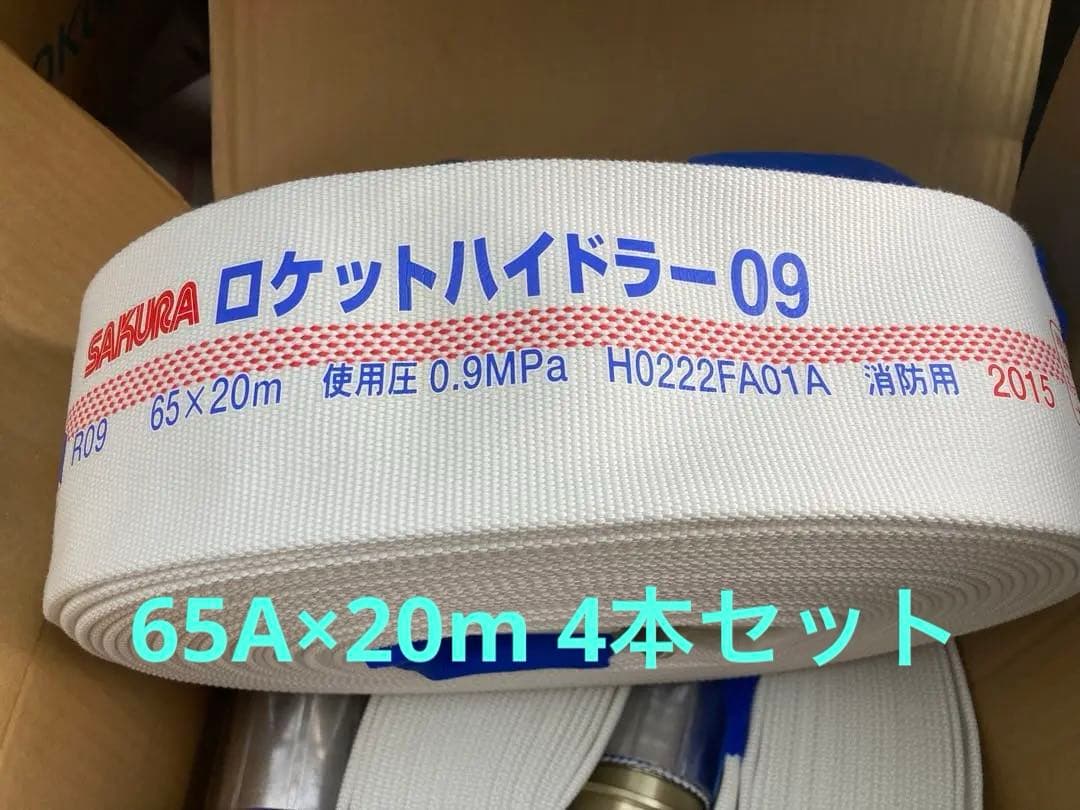 SAKURA ロケットハイドラー09
R09 65×20m 使用圧 0.9MPa H0222FA01A 消防用 2015
65A×20m 4本セット